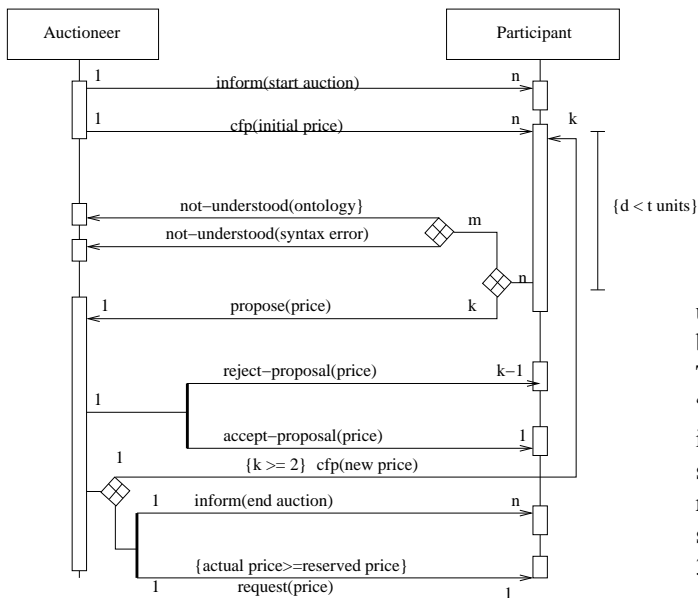 Auctioneer
Participant
1 n
inform(start auction)
1 n k
cfp(initial price)
{d < t units}
not−understood(ontology}
m
not−understood(syntax error)
n
1 propose(price) k
reject−proposal(price) k−1
1
accept−proposal(price) 1
1 {k >= 2} cfp(new price)
1 inform(end auction) n
{actual price>=reserved price}
1 request(price) 1